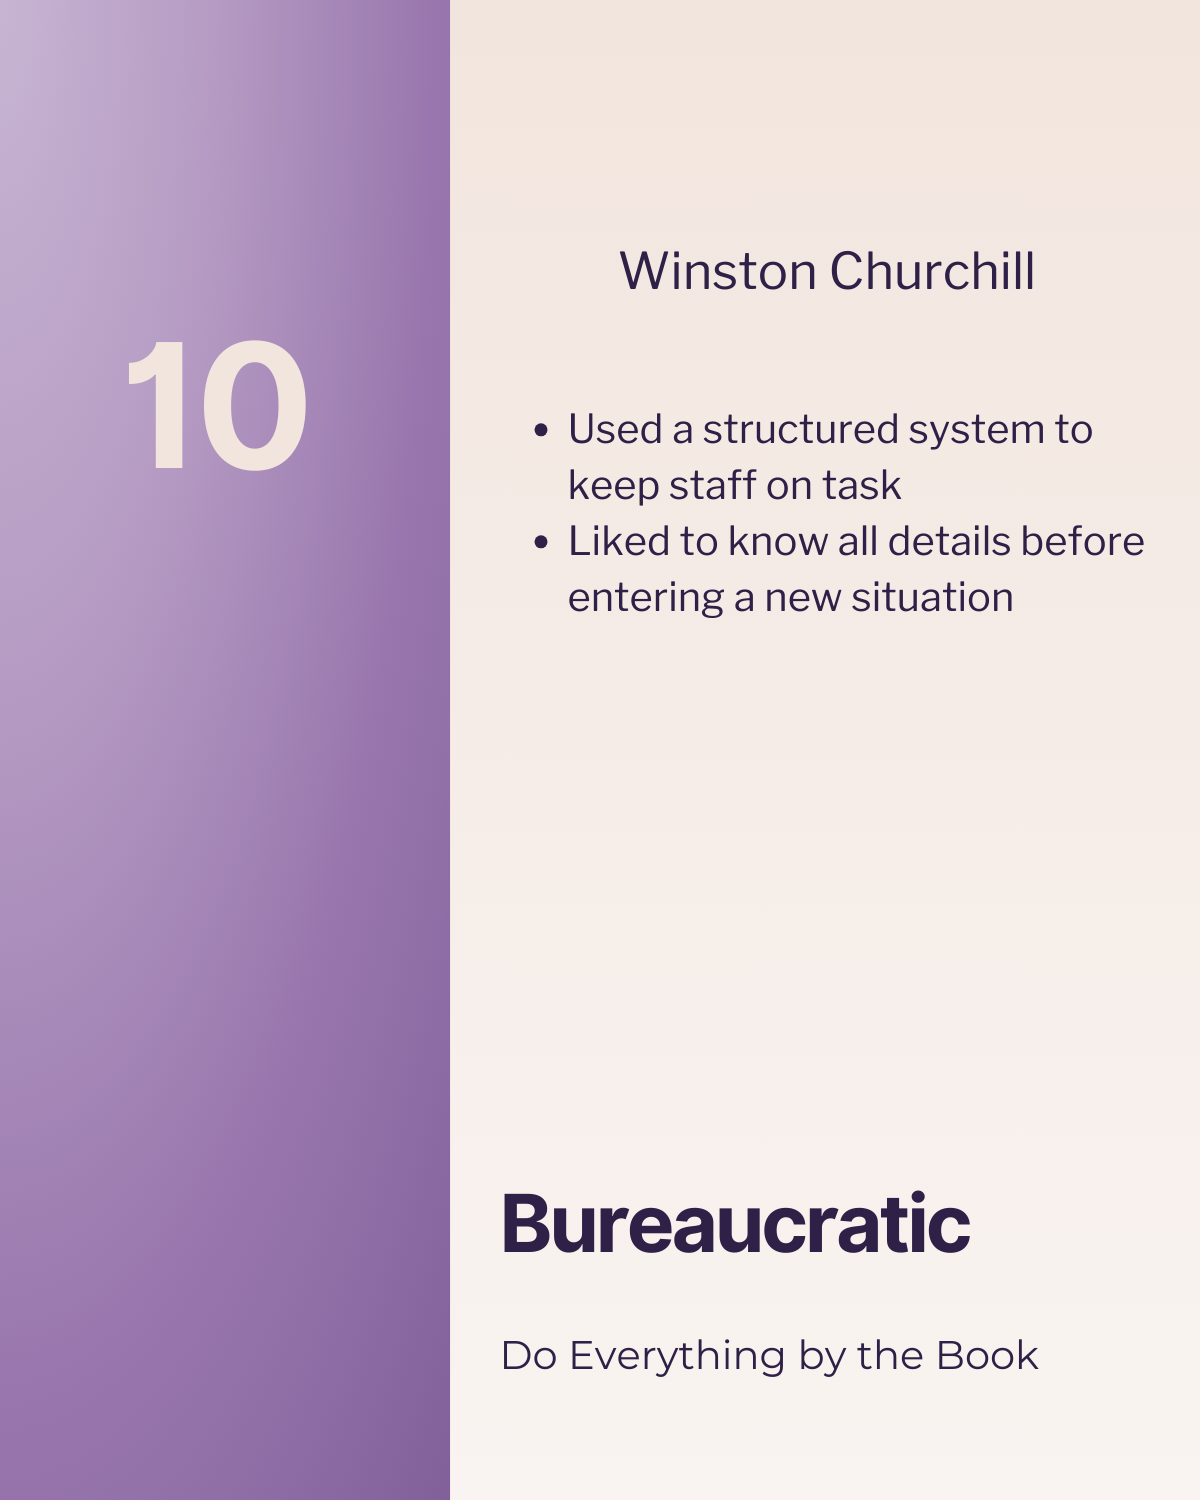 10
Winston Churchill
• Used a structured system to
keep staff on task
• Liked to know all details before
entering a new situation
Bureaucratic
Do Everything by the Book